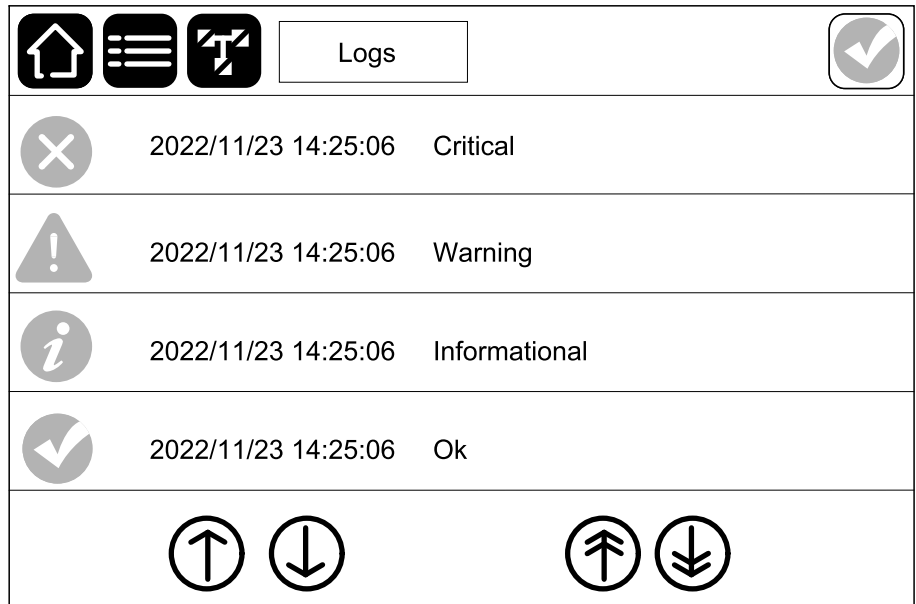 Logs
2022/11/23 14:25:06 Critical
2022/11/23 14:25:06 Warning
2022/11/23 14:25:06 Informational
2022/11/23 14:25:06 Ok